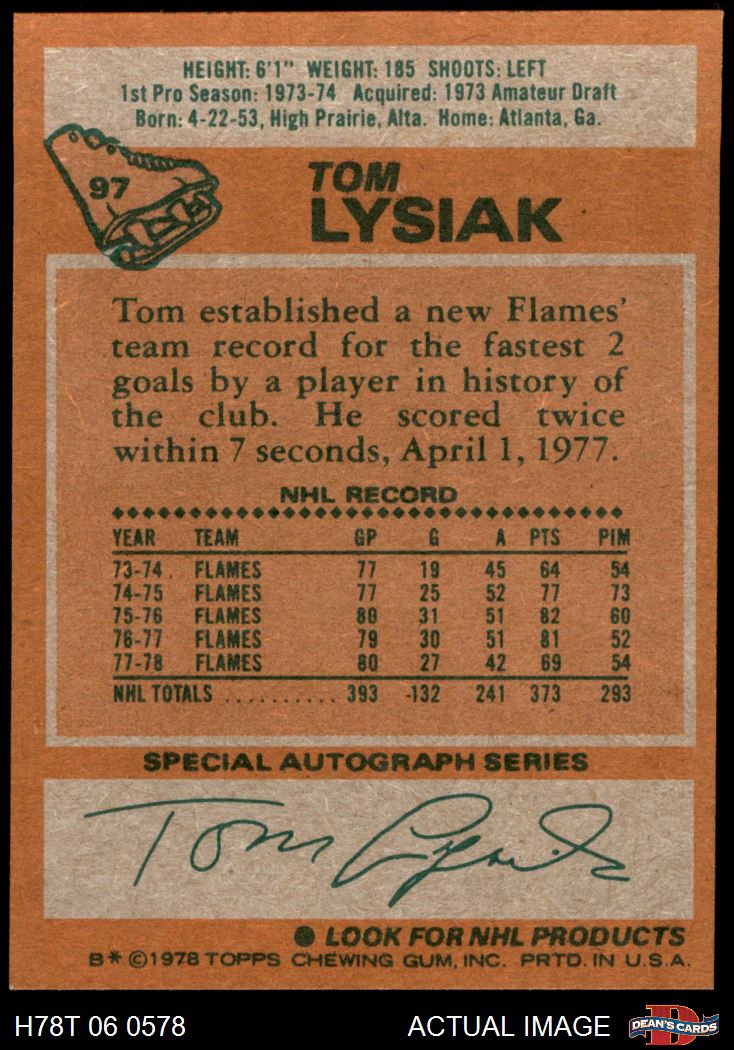 HEIGHT: 6'1" WEIGHT: 185 SHOOTS: LEFT
1st Pro Season: 1973-74 Acquired: 1973 Amateur Draft
Born: 4-22-53, High Prairie, Alta. Home: Atlanta, Ga.
97
TOM
LYSIAK
Tom established a new Flames'
team record for the fastest 2
goals by a player in history of
the club. He scored twice
within 7 seconds, April 1, 1977.
NHL RECORD
YEAR TEAM GP G A PTS PIM
73-74 FLAMES 77 19 45 64 54
74-75 FLAMES 77 25 52 77 73
75-76 FLAMES 80 31 51 82 60
76-77 FLAMES 79 30 51 81 52
77-78 FLAMES 80 27 42 69 54
NHL TOTALS .......... 393 -132 241 373 293
SPECIAL AUTOGRAPH SERIES
Tom Lysiak
● LOOK FOR NHL PRODUCTS
B* ©1978 TOPPS CHEWING GUM, INC. PRTD. IN U.S.A.
H78T 06 0578 ACTUAL IMAGE DEAN'S CARDS